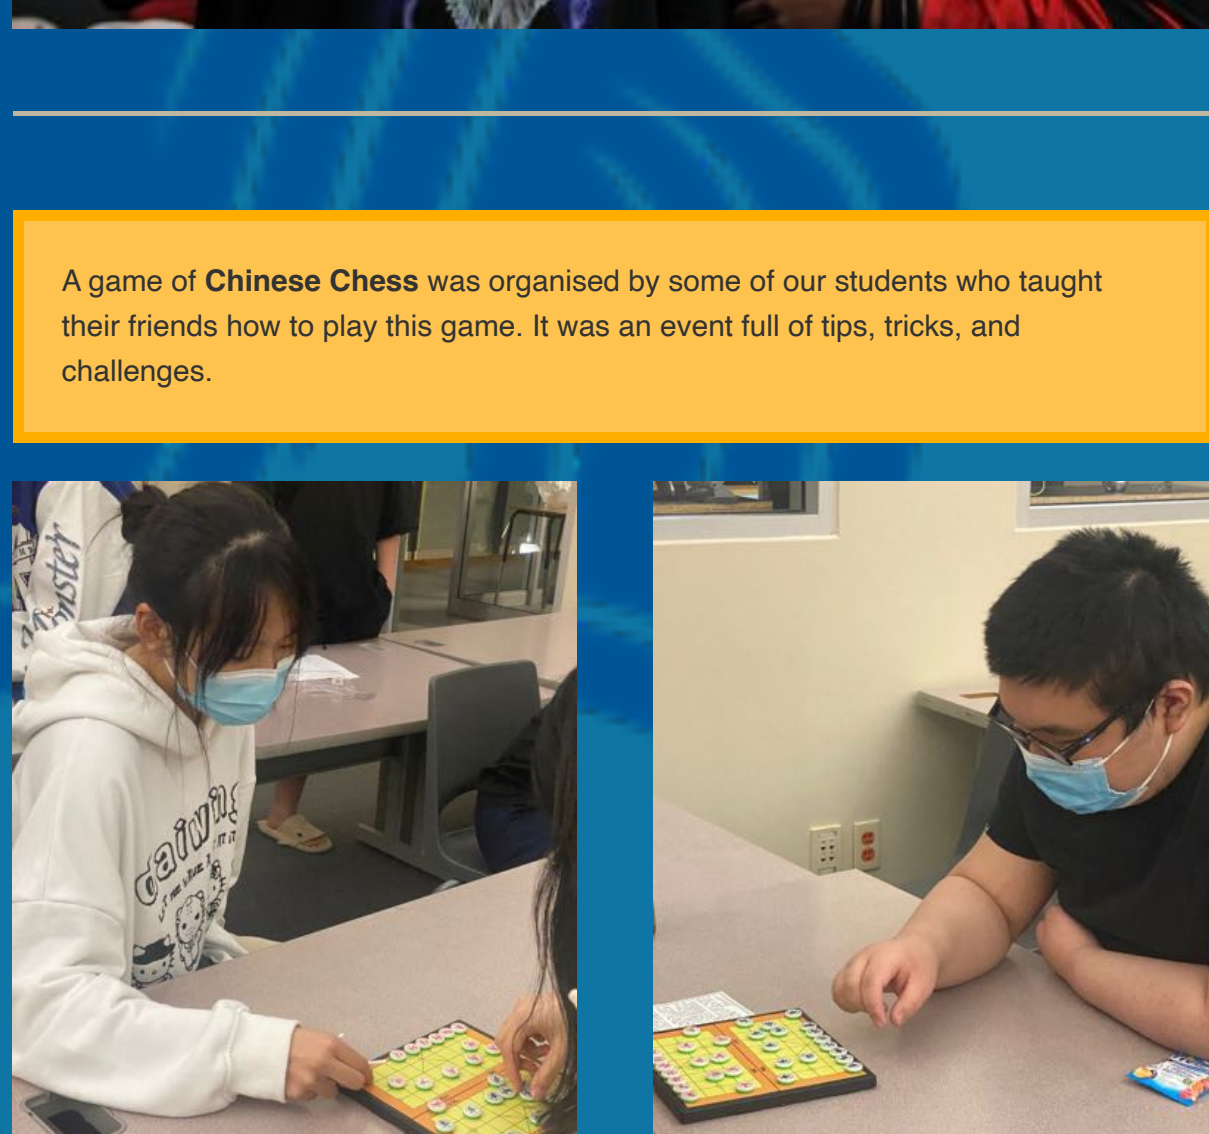 A game of Chinese Chess was organised by some of our students who taught
their friends how to play this game. It was an event full of tips, tricks, and
challenges.